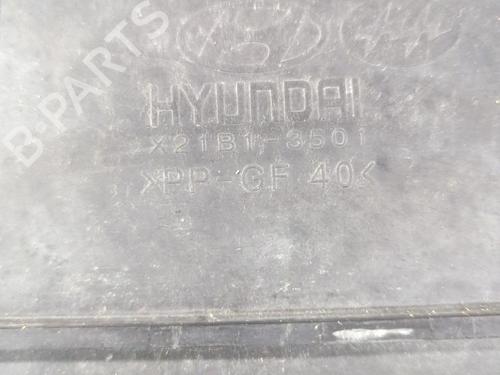 B-PARTS
HYUNDAI
X21B1-3501
>PP-GF 40<